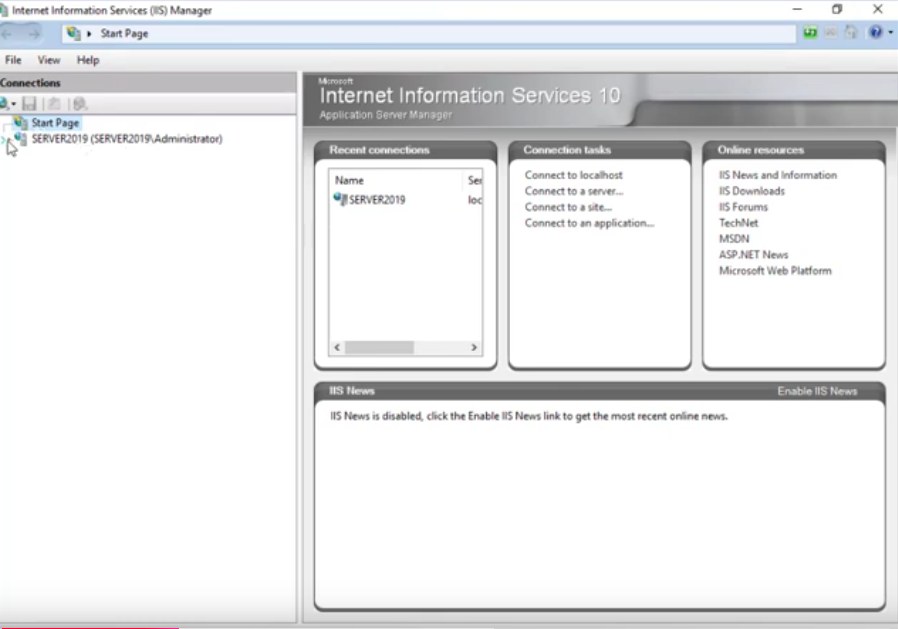 Internet Information Services (IIS) Manager
Start Page
File View Help
Connections
Start Page
SERVER2019 (SERVER2019\Administrator)
Microsoft
Internet Information Services 10
Application Server Manager
Recent connections
Name Ser
SERVER2019 loc
Connection tasks
Connect to localhost
Connect to a server...
Connect to a site...
Connect to an application...
Online resources
IIS News and Information
IIS Downloads
IIS Forums
TechNet
MSDN
ASP.NET News
Microsoft Web Platform
IIS News Enable IIS News
IIS News is disabled, click the Enable IIS News link to get the most recent online news.